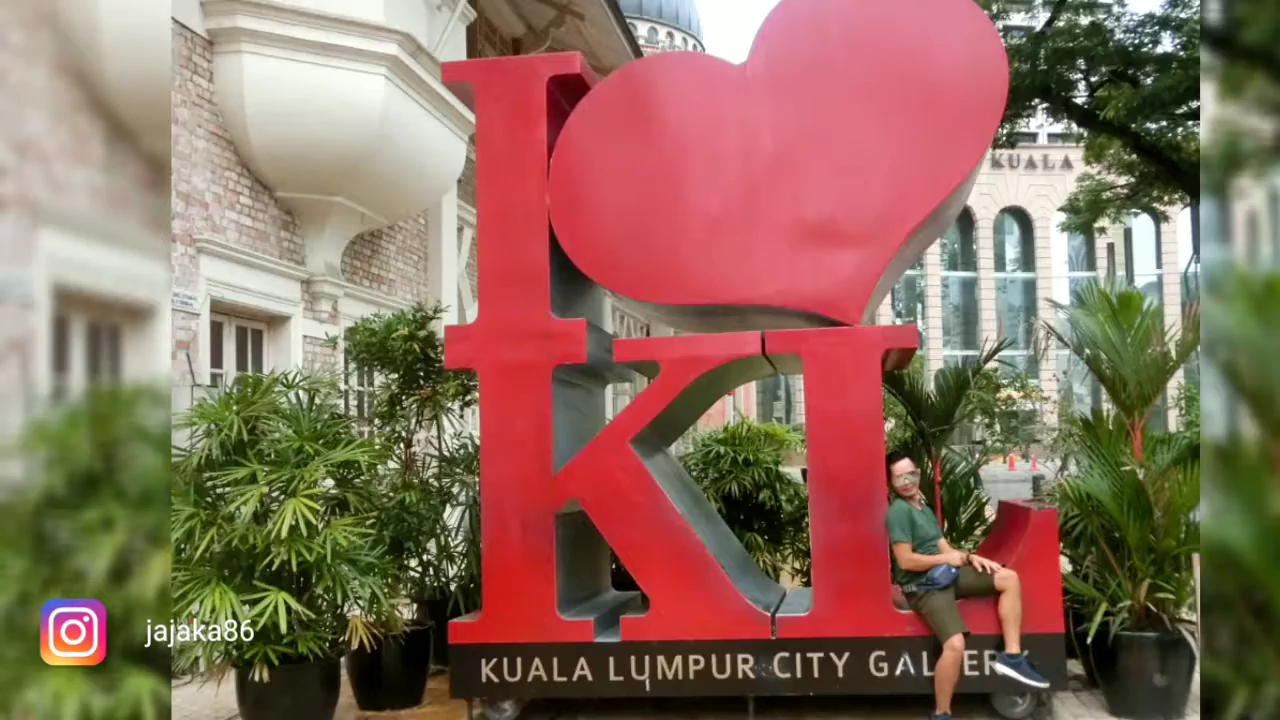 I
KL
KUALA
KUALA LUMPUR CITY GALLERY
jajaka86